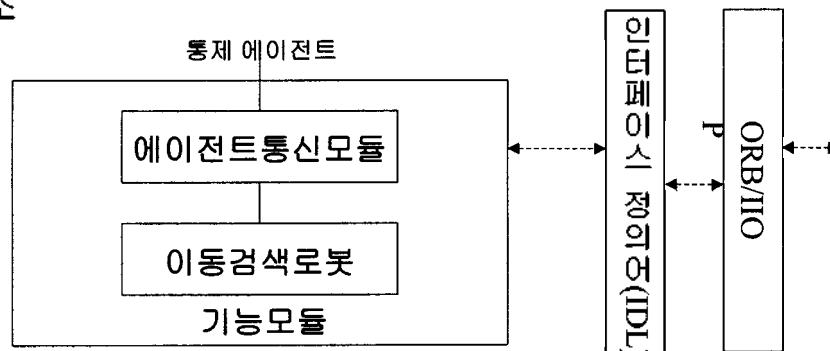 통제 에이전트
에이전트통신모듈
이동검색로봇
기능모듈
인터페이스 정의어(IDL)
ORB/IIO
P